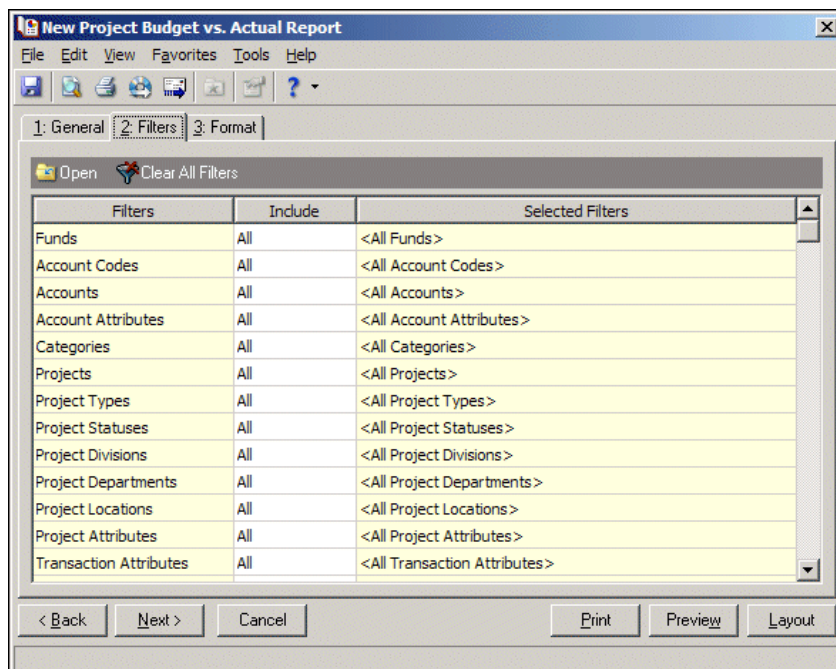 New Project Budget vs. Actual Report
File Edit View Favorites Tools Help
?
1: General 2: Filters 3: Format
Open Clear All Filters
Filters Include Selected Filters
Funds All <All Funds>
Account Codes All <All Account Codes>
Accounts All <All Accounts>
Account Attributes All <All Account Attributes>
Categories All <All Categories>
Projects All <All Projects>
Project Types All <All Project Types>
Project Statuses All <All Project Statuses>
Project Divisions All <All Project Divisions>
Project Departments All <All Project Departments>
Project Locations All <All Project Locations>
Project Attributes All <All Project Attributes>
Transaction Attributes All <All Transaction Attributes>
< Back Next > Cancel Print Preview Layout